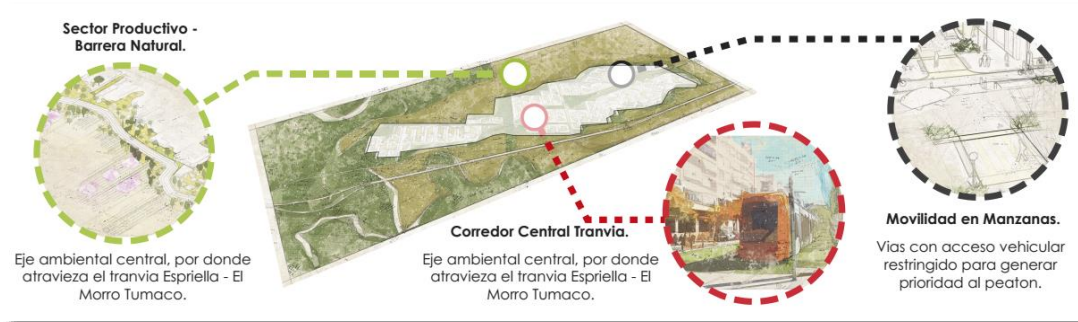 Sector Productivo -
Barrera Natural.
Eje ambiental central, por donde
atravieza el tranvia Espriella - El
Morro Tumaco.
Corredor Central Tranvia.
Eje ambiental central, por donde
atravieza el tranvia Espriella - El
Morro Tumaco.
Movilidad en Manzanas.
Vias con acceso vehicular
restringido para generar
prioridad al peaton.